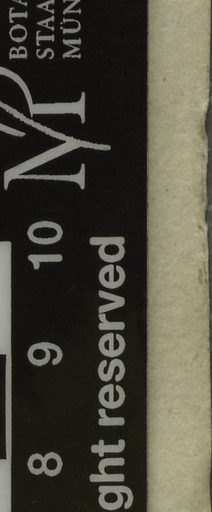 BOTA
STAA
MÜN
M
8 9 10
ght reserved